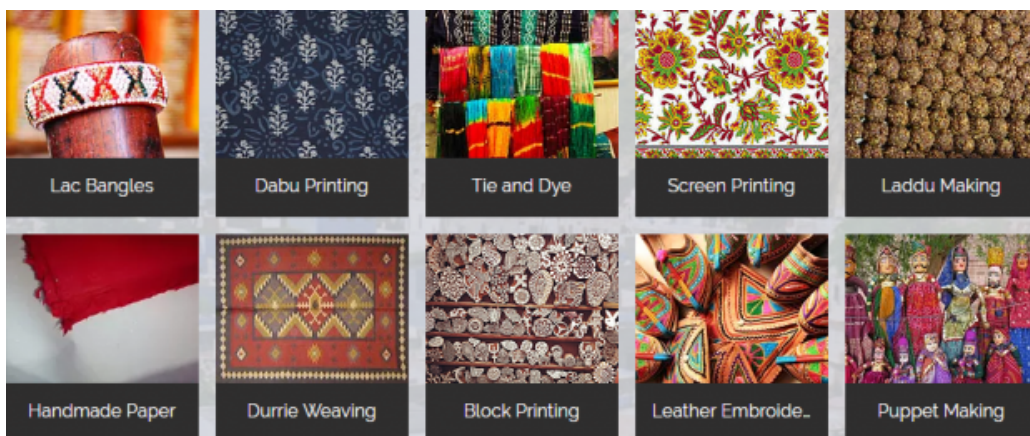 Lac Bangles
Dabu Printing
Tie and Dye
Screen Printing
Laddu Making
Handmade Paper
Durrie Weaving
Block Printing
Leather Embroide...
Puppet Making